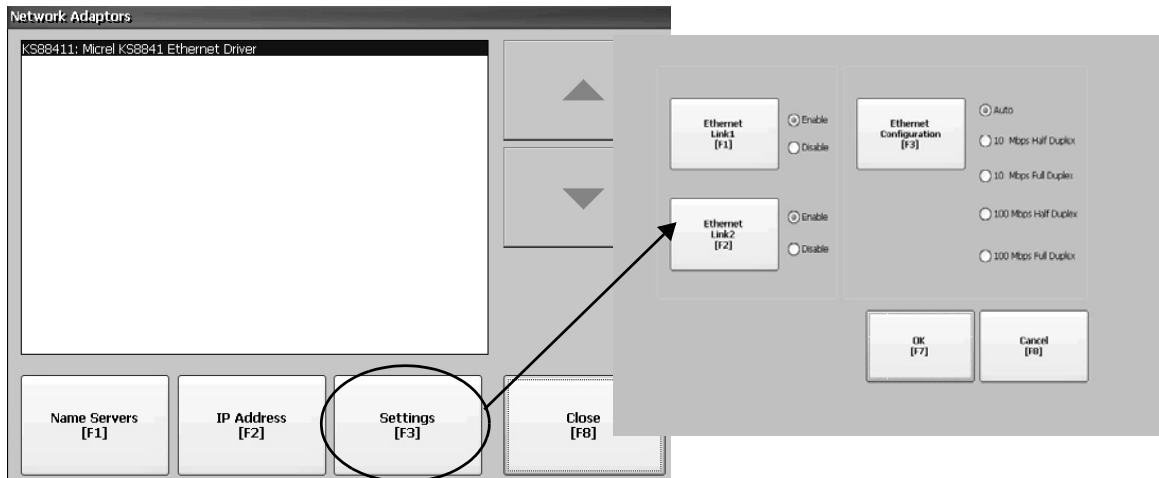 Network Adaptors
KS88411: Micrel KS8841 Ethernet Driver
Name Servers
[F1]
IP Address
[F2]
Settings
[F3]
Close
[F8]
Ethernet
Link1
[F1]
Enable
Disable
Ethernet
Link2
[F2]
Enable
Disable
Ethernet
Configuration
[F3]
Auto
10 Mbps Half Duplex
10 Mbps Full Duplex
100 Mbps Half Duplex
100 Mbps Full Duplex
OK
[F7]
Cancel
[F8]